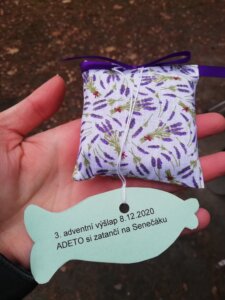 3. adventní výšlap 8.12.2020
ADETO si zatančí na Senečáku